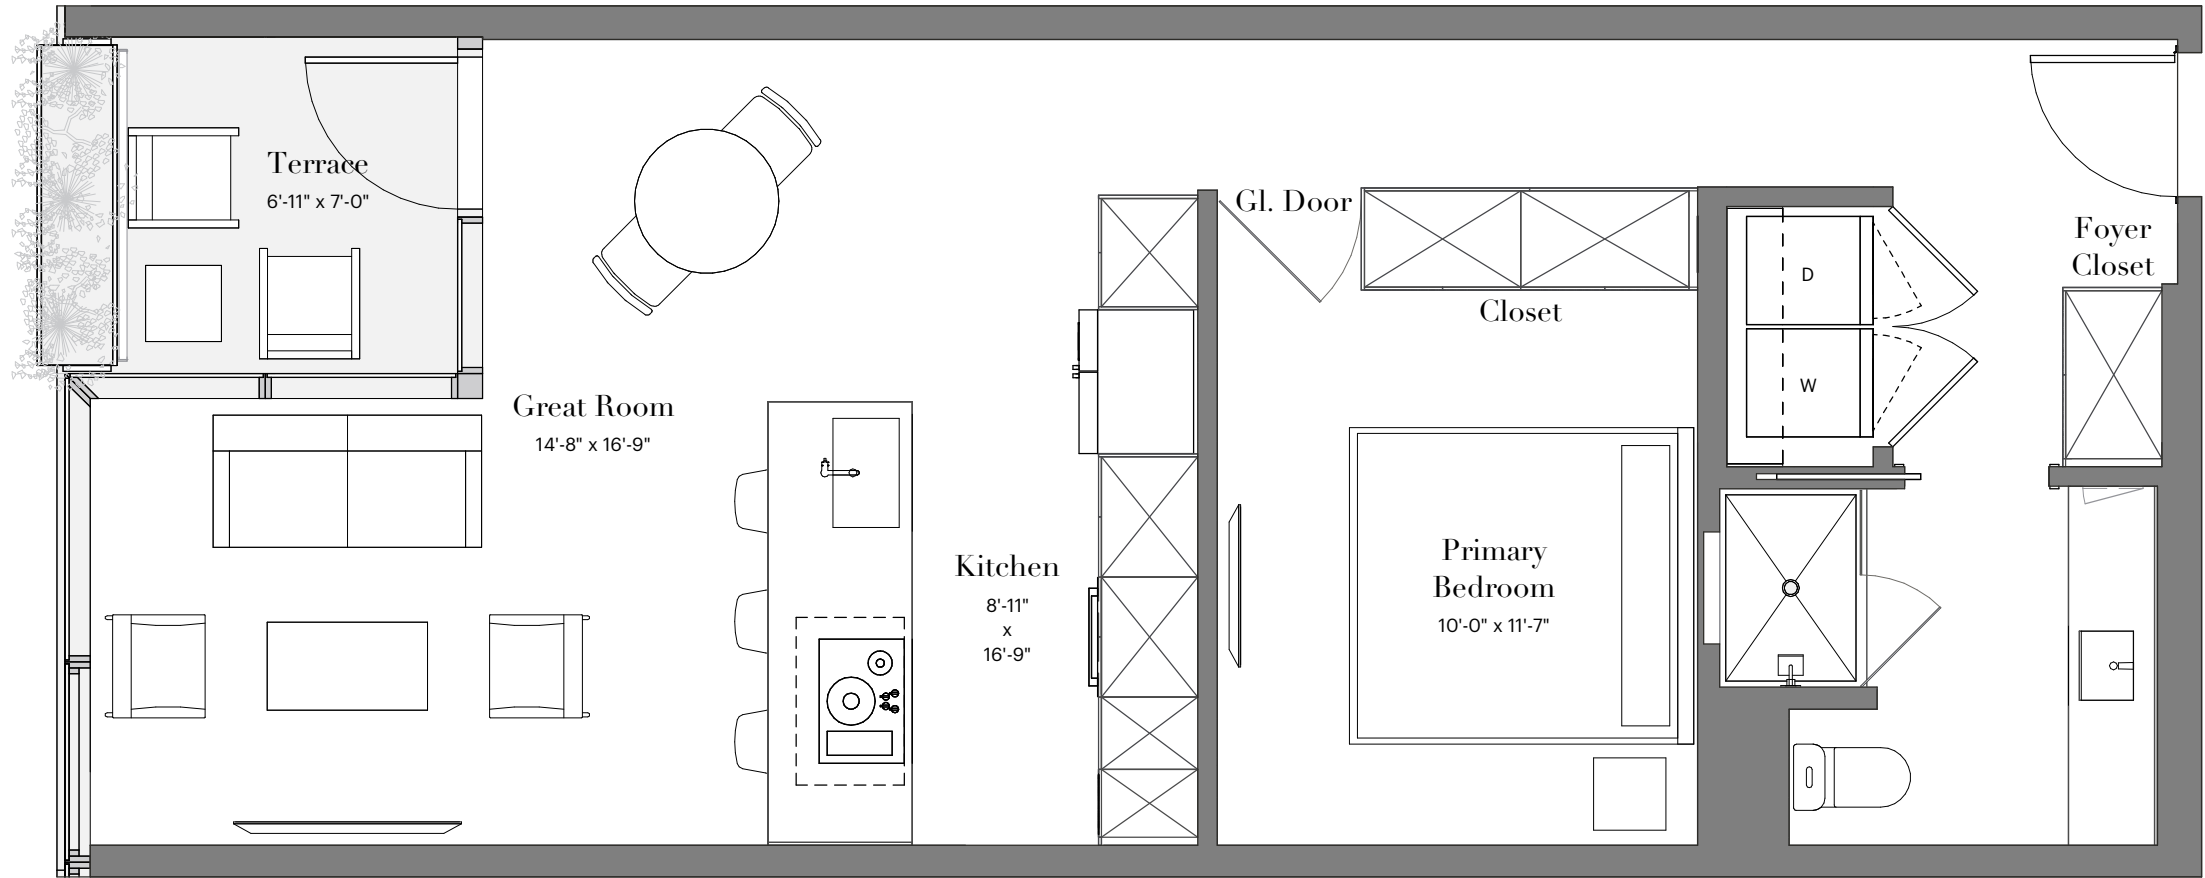 Terrace
6'-11" x 7'-0"
Gl. Door
Closet
D
W
Foyer
Closet
Great Room
14'-8" x 16'-9"
Kitchen
8'-11"
x
16'-9"
Primary
Bedroom
10'-0" x 11'-7"